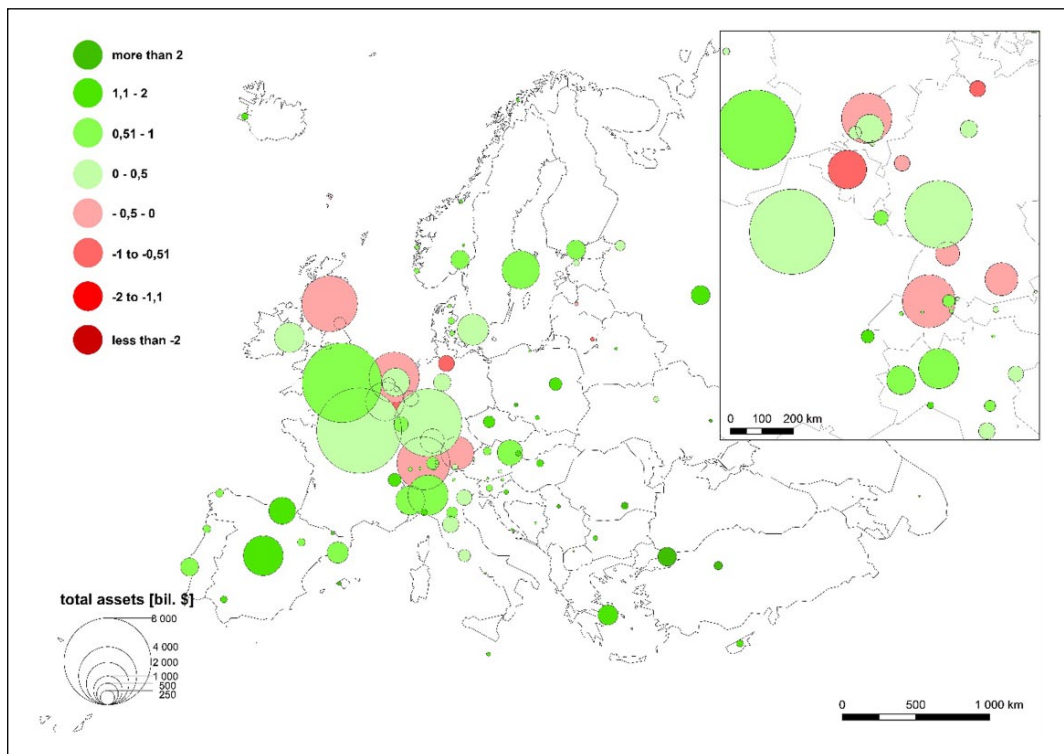 more than 2
1,1 - 2
0,51 - 1
0 - 0,5
- 0,5 - 0
-1 to -0,51
-2 to -1,1
less than -2
0 100 200 km
total assets [bil. $]
8 000
4 000
2 000
1 000
500
250
0 500 1 000 km